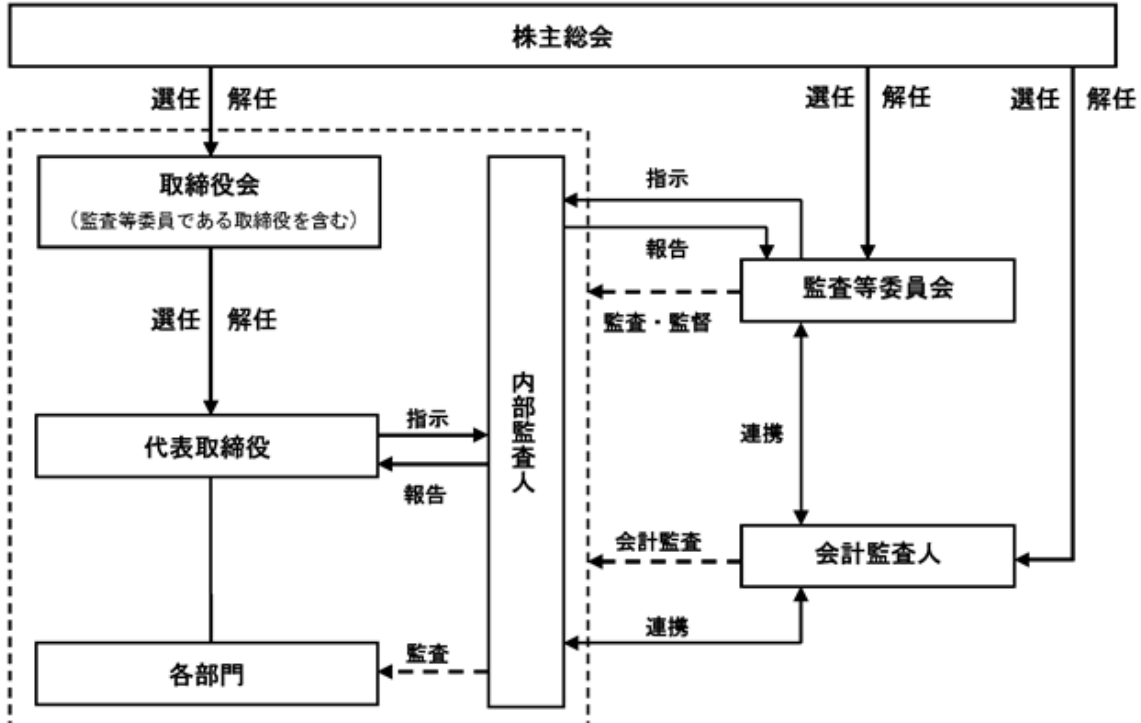 株主総会
選任 解任
選任 解任
選任 解任
取締役会
（監査等委員である取締役を含む）
指示
報告
監査等委員会
監査・監督
選任 解任
内部監査人
代表取締役
指示
報告
連携
会計監査
会計監査人
連携
各部門
監査